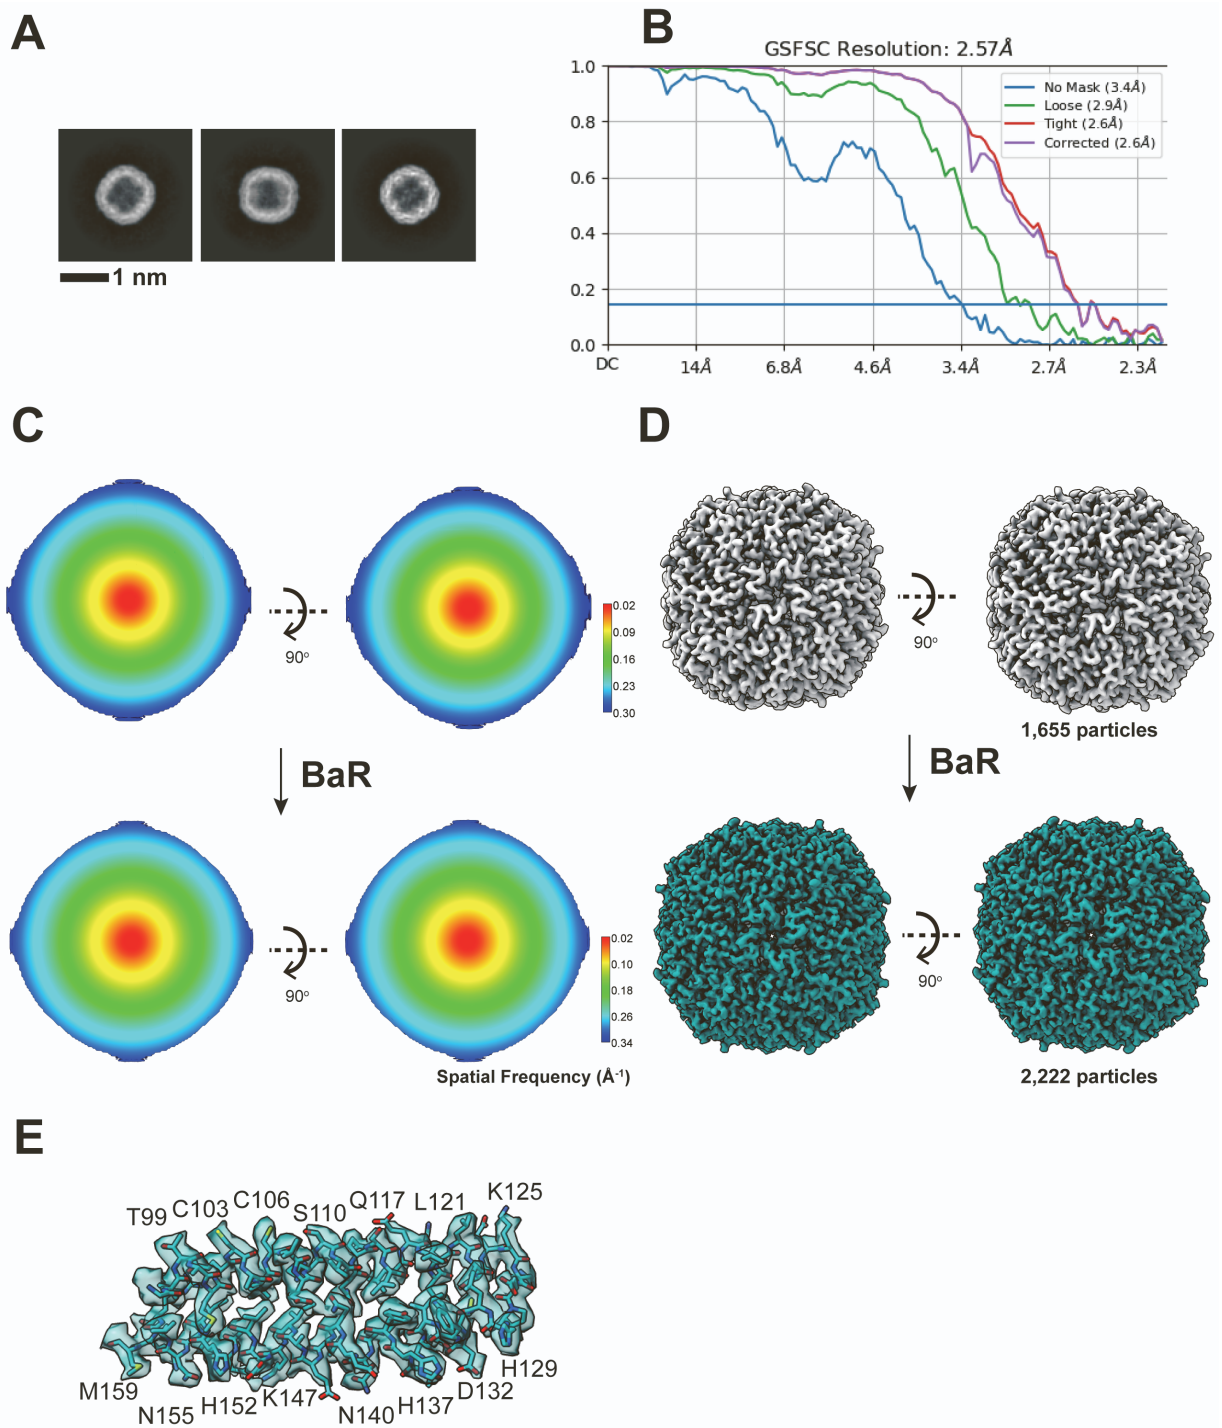 A
1 nm
B
GSFSC Resolution: 2.57Å
1.0
0.8
0.6
0.4
0.2
0.0
DC
14Å
6.8Å
4.6Å
3.4Å
2.7Å
2.3Å
No Mask (3.4Å)
Loose (2.9Å)
Tight (2.6Å)
Corrected (2.6Å)
C
90°
0.02
0.09
0.16
0.23
0.30
BaR
90°
0.02
0.10
0.18
0.26
0.34
Spatial Frequency (Å⁻¹)
D
90°
1,655 particles
BaR
90°
2,222 particles
E
T99
C103
C106
S110
Q117
L121
K125
M159
N155
H152
K147
N140
H137
D132
H129